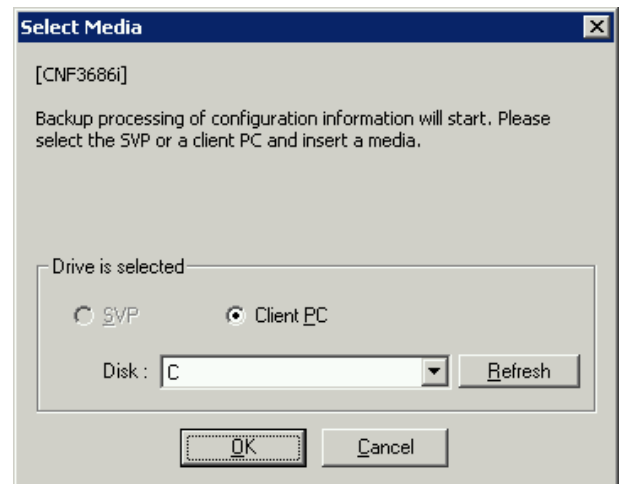 Select Media
[CNF3686i]
Backup processing of configuration information will start. Please
select the SVP or a client PC and insert a media.
Drive is selected
SVP Client PC
Disk : C Refresh
OK Cancel